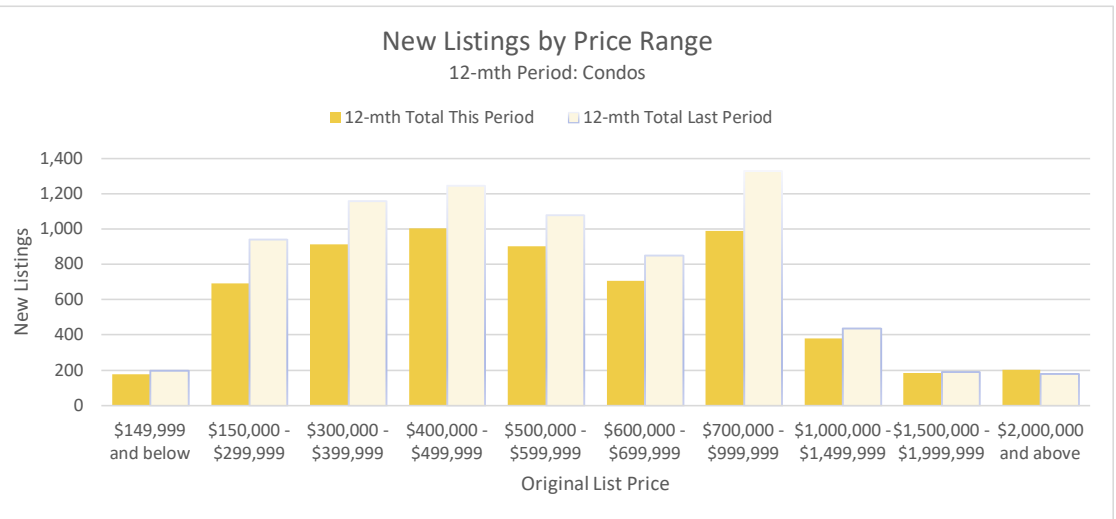 New Listings by Price Range
12-mth Period: Condos
12-mth Total This Period 12-mth Total Last Period
1,400
1,200
1,000
800
600
400
200
0
New Listings
$149,999 $150,000 - $300,000 - $400,000 - $500,000 - $600,000 - $700,000 - $1,000,000 - $1,500,000 - $2,000,000
and below $299,999 $399,999 $499,999 $599,999 $699,999 $999,999 $1,499,999 $1,999,999 and above
Original List Price